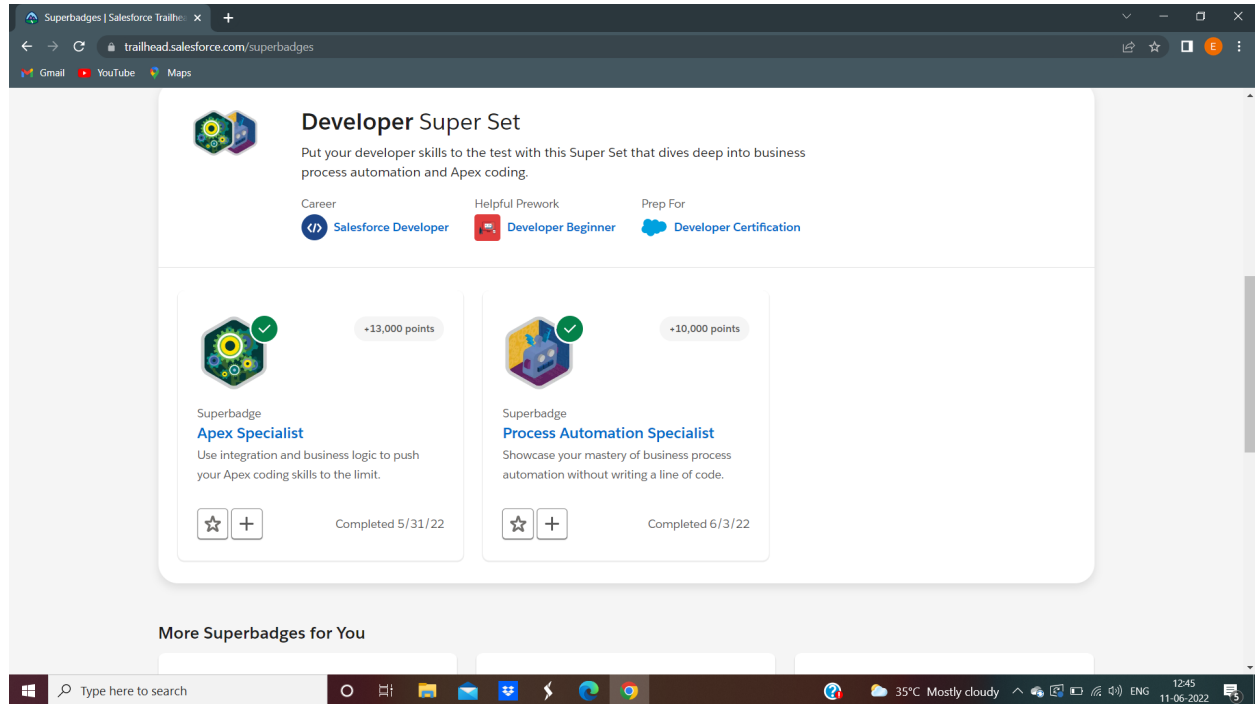 Superbadges | Salesforce Trailhea
trailhead.salesforce.com/superbadges
E
Gmail YouTube Maps
Developer Super Set
Put your developer skills to the test with this Super Set that dives deep into business
process automation and Apex coding.
Career Helpful Prework Prep For
Salesforce Developer Developer Beginner Developer Certification
+13,000 points +10,000 points
Superbadge Superbadge
Apex Specialist Process Automation Specialist
Use integration and business logic to push Showcase your mastery of business process
your Apex coding skills to the limit. automation without writing a line of code.
Completed 5/31/22 Completed 6/3/22
More Superbadges for You
Type here to search 35°C Mostly cloudy ENG 12:45
11-06-2022 5